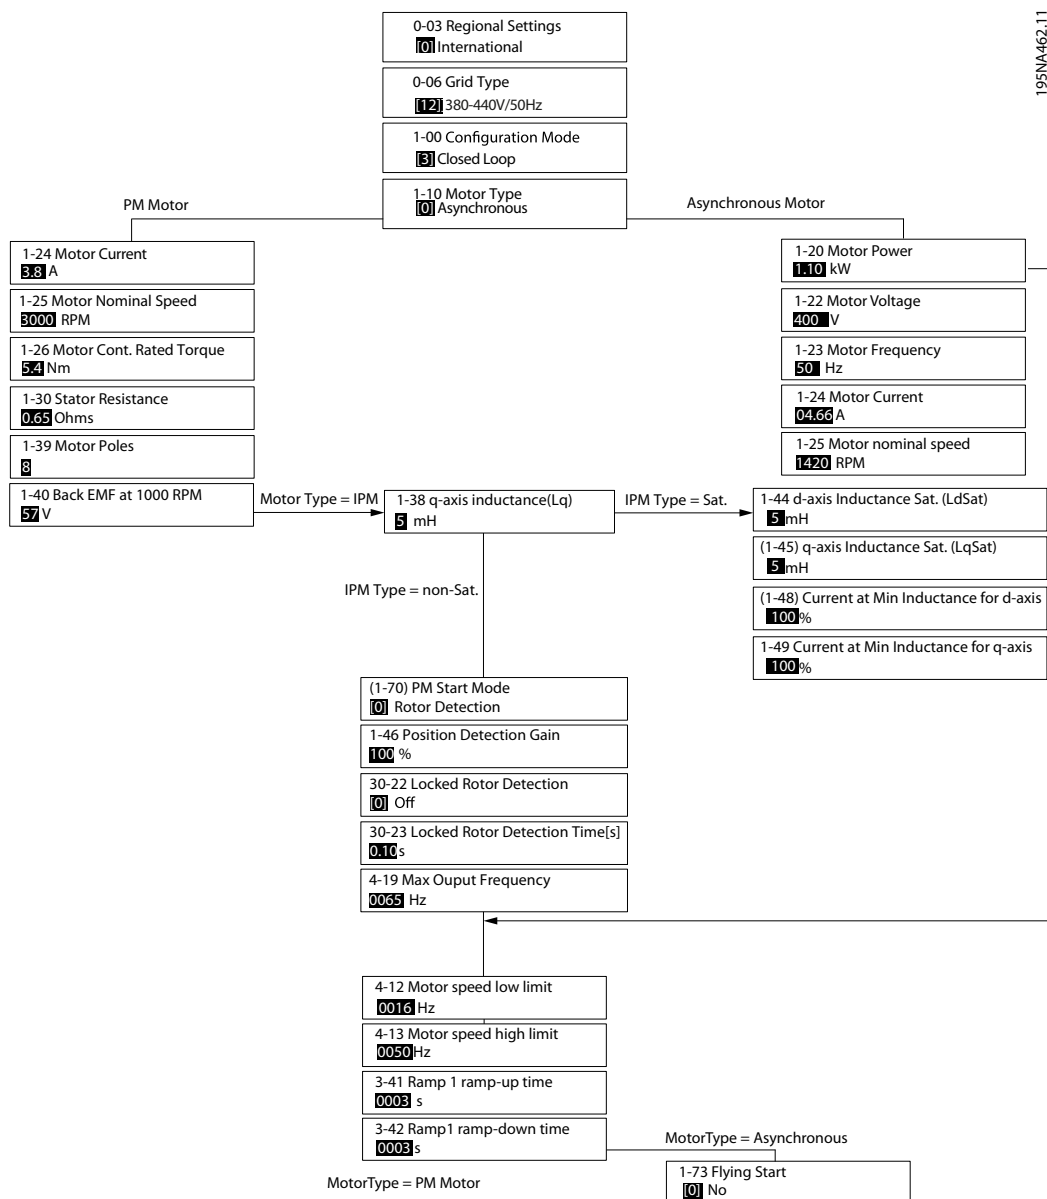 195NA462.11
0-03 Regional Settings
[0] International
0-06 Grid Type
[12] 380-440V/50Hz
1-00 Configuration Mode
[3] Closed Loop
1-10 Motor Type
[0] Asynchronous
PM Motor
Asynchronous Motor
1-24 Motor Current
3.8 A
1-25 Motor Nominal Speed
3000 RPM
1-26 Motor Cont. Rated Torque
5.4 Nm
1-30 Stator Resistance
0.65 Ohms
1-39 Motor Poles
8
1-40 Back EMF at 1000 RPM
57 V
1-20 Motor Power
1.10 kW
1-22 Motor Voltage
400 V
1-23 Motor Frequency
50 Hz
1-24 Motor Current
04.66 A
1-25 Motor nominal speed
1420 RPM
Motor Type = IPM
1-38 q-axis inductance(Lq)
5 mH
IPM Type = Sat.
1-44 d-axis Inductance Sat. (LdSat)
5 mH
(1-45) q-axis Inductance Sat. (LqSat)
5 mH
(1-48) Current at Min Inductance for d-axis
100 %
1-49 Current at Min Inductance for q-axis
100 %
IPM Type = non-Sat.
(1-70) PM Start Mode
[0] Rotor Detection
1-46 Position Detection Gain
100 %
30-22 Locked Rotor Detection
[0] Off
30-23 Locked Rotor Detection Time[s]
0.10 s
4-19 Max Ouput Frequency
0065 Hz
4-12 Motor speed low limit
0016 Hz
4-13 Motor speed high limit
0050 Hz
3-41 Ramp 1 ramp-up time
0003 s
3-42 Ramp1 ramp-down time
0003 s
MotorType = Asynchronous
1-73 Flying Start
[0] No
MotorType = PM Motor